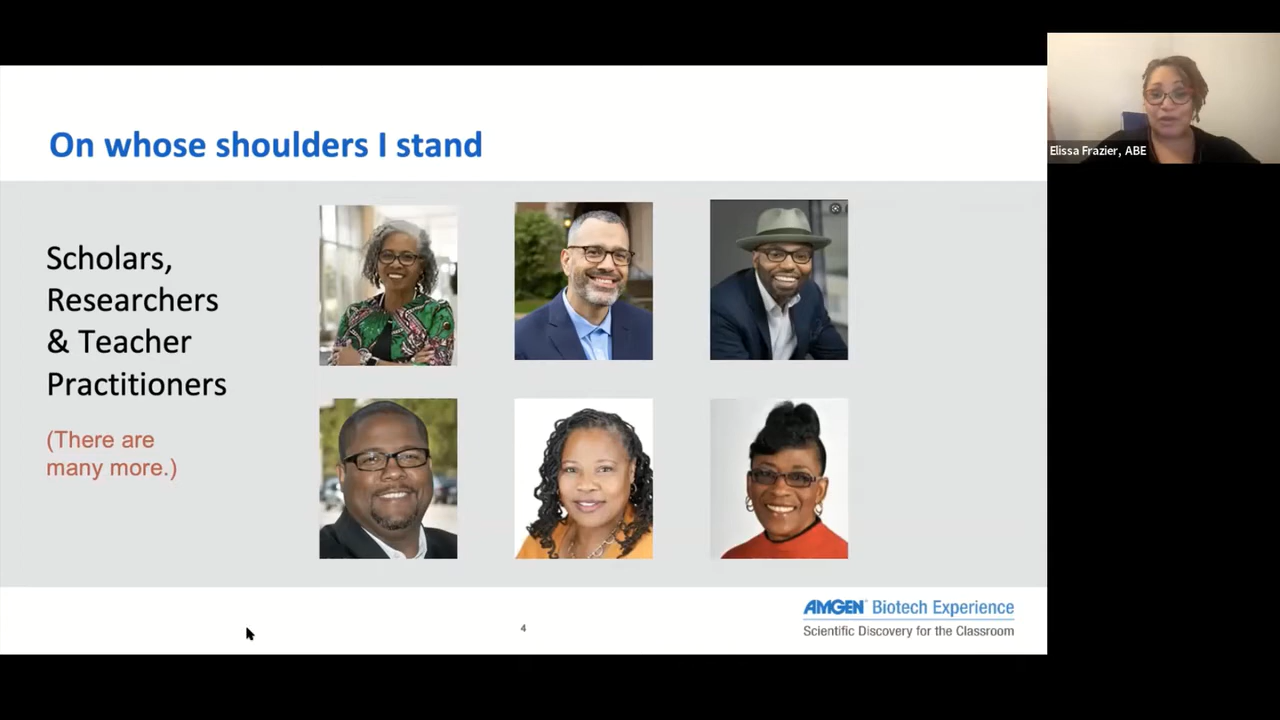 On whose shoulders I stand
Elissa Frazier, ABE
Scholars,
Researchers
& Teacher
Practitioners
(There are
many more.)
4
AMGEN® Biotech Experience
Scientific Discovery for the Classroom